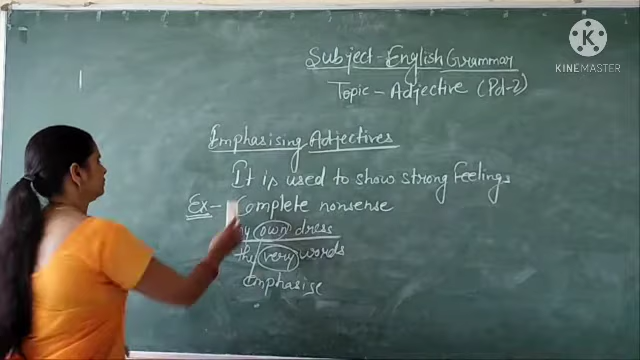 Subject-English Grammar
Topic - Adjective (Pd-2)
KINEMASTER
Emphasising Adjectives
It is used to show strong Feelings
Ex- Complete nonsense
my own dress
the very words
emphasise